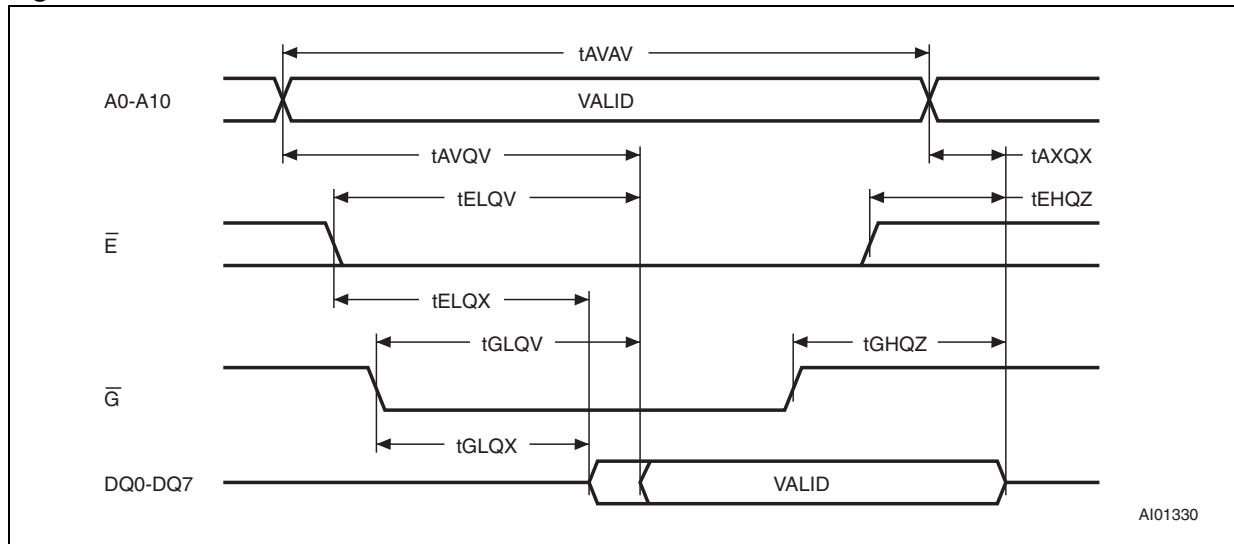 tAVAV
A0-A10
VALID
tAVQV
tAXQX
tELQV
tEHQZ
E̅
tELQX
tGLQV
tGHQZ
G̅
tGLQX
DQ0-DQ7
VALID
AI01330